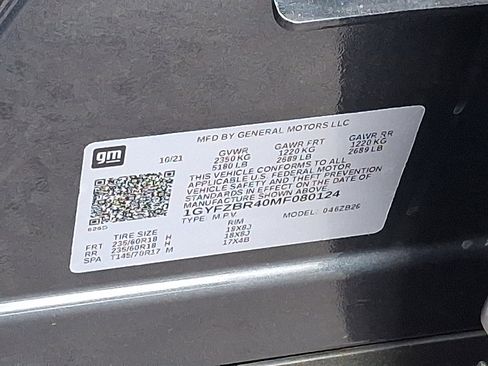 gm
MFD BY GENERAL MOTORS LLC
10/21 GVWR GAWR FRT GAWR RR
2350 KG 1220 KG 1220 KG
5180 LB 2689 LB 2689 LB
THIS VEHICLE CONFORMS TO ALL
APPLICABLE U.S. FEDERAL MOTOR
VEHICLE SAFETY AND THEFT PREVENTION
STANDARDS IN EFFECT ON THE DATE OF
MANUFACTURE SHOWN ABOVE.
1GYFZBR40MF080124
TYPE: M.P.V. MODEL: 046ZB26
TIRE SIZE RIM
FRT 235/60R18 H 18X8J
RR 235/60R18 H 18X8J
SPA T145/70R17 M 17X4B